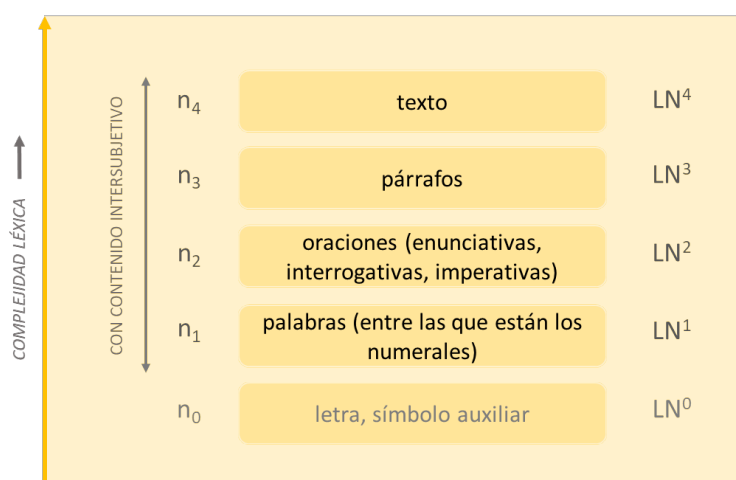 COMPLEJIDAD LÉXICA
CON CONTENIDO INTERSUBJETIVO
n₄ texto LN⁴
n₃ párrafos LN³
n₂ oraciones (enunciativas, interrogativas, imperativas) LN²
n₁ palabras (entre las que están los numerales) LN¹
n₀ letra, símbolo auxiliar LN⁰